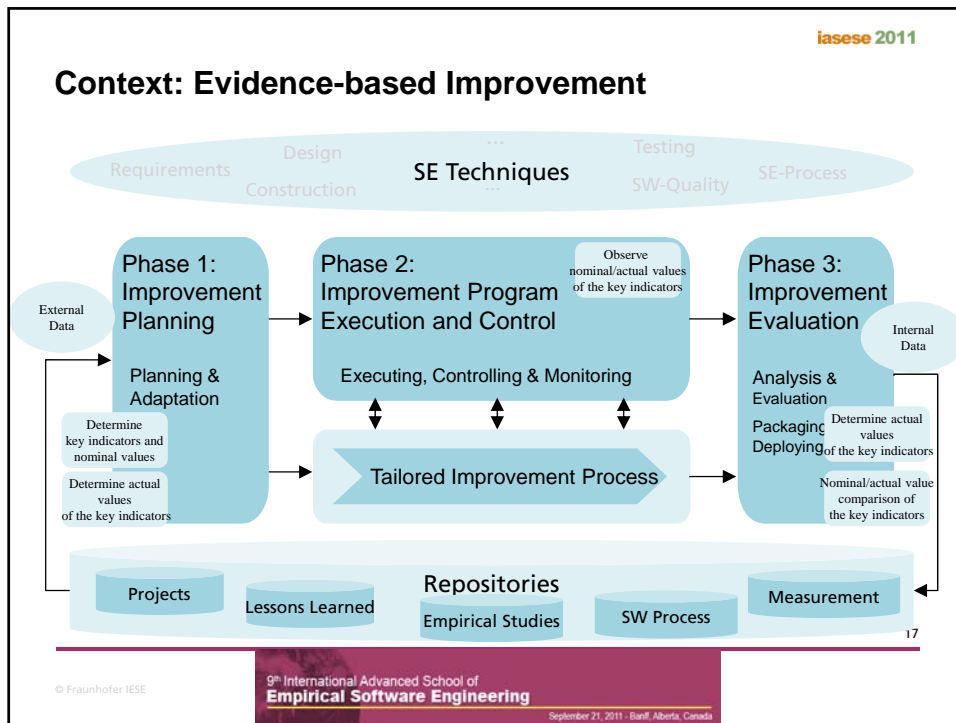 iasese 2011
Context: Evidence-based Improvement
...
Design
Testing
Requirements
SE Techniques
SE-Process
Construction
...
SW-Quality
Phase 1:
Improvement
Planning
Planning &
Adaptation
External
Data
Determine
key indicators and
nominal values
Determine actual
values
of the key indicators
Phase 2:
Improvement Program
Execution and Control
Observe
nominal/actual values
of the key indicators
Executing, Controlling & Monitoring
Tailored Improvement Process
Phase 3:
Improvement
Evaluation
Internal
Data
Analysis &
Evaluation
Packaging
Deploying
Determine actual
values
of the key indicators
Nominal/actual value
comparison of
the key indicators
Repositories
Projects
Lessons Learned
Empirical Studies
SW Process
Measurement
17
© Fraunhofer IESE
9th International Advanced School of
Empirical Software Engineering
September 21, 2011 - Banff, Alberta, Canada